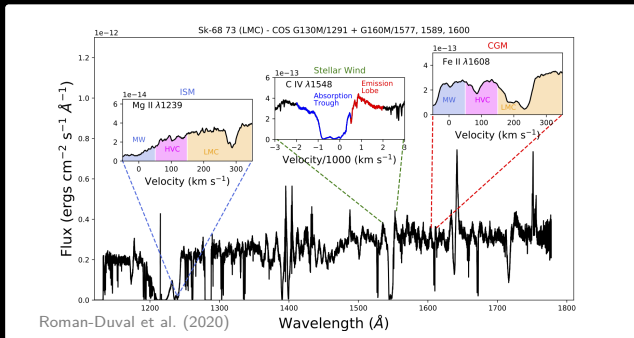 Sk-68 73 (LMC) - COS G130M/1291 + G160M/1577, 1589, 1600
1e−12
Flux (ergs cm−2 s−1 Å−1)
1.2
1.0
0.8
0.6
0.4
0.2
0.0
1200 1300 1400 1500 1600 1700 1800
Wavelength (Å)
ISM
1e−14
Mg II λ1239
6
4
2
0
MW
HVC
LMC
0 100 200 300
Velocity (km s−1)
Stellar Wind
1e−13
C IV λ1548
6
4
2
0
Absorption
Trough
Emission
Lobe
−3 −2 −1 0 1 2 3
Velocity/1000 (km s−1)
CGM
1e−13
Fe II λ1608
4
2
0
MW
HVC
LMC
0 100 200 300
Velocity (km s−1)
Roman-Duval et al. (2020)